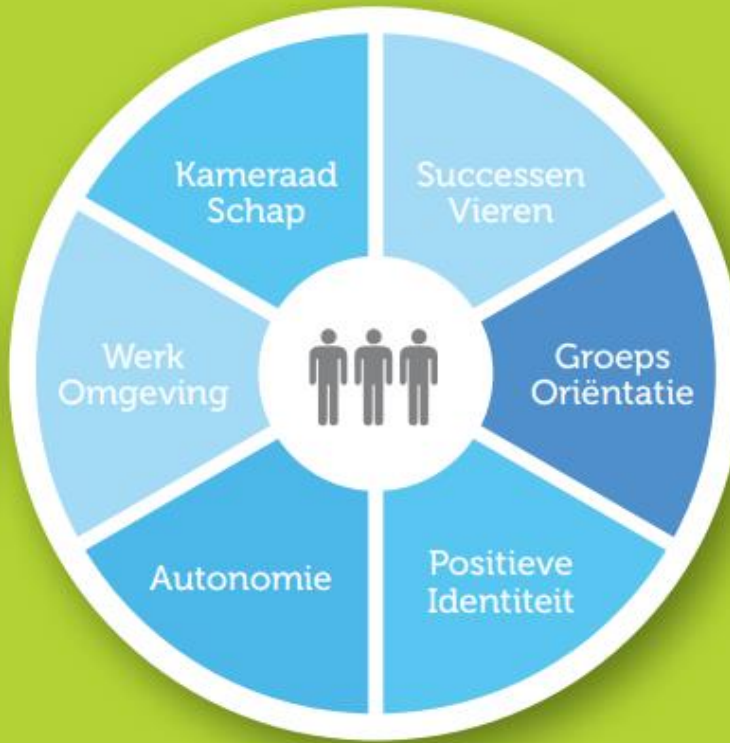 Kameraad
Schap
Successen
Vieren
Werk
Omgeving
Groeps
Oriëntatie
Autonomie
Positieve
Identiteit